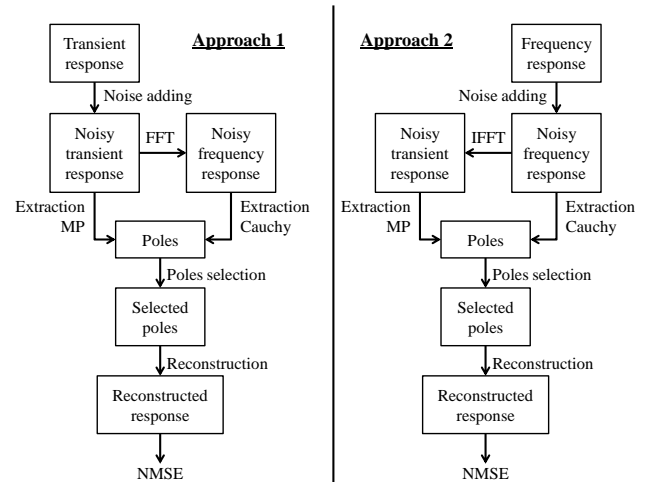 Approach 1
Transient
response
Noise adding
Noisy
transient
response
FFT
Noisy
frequency
response
Extraction
MP
Extraction
Cauchy
Poles
Poles selection
Selected
poles
Reconstruction
Reconstructed
response
NMSE
Approach 2
Frequency
response
Noise adding
Noisy
transient
response
IFFT
Noisy
frequency
response
Extraction
MP
Extraction
Cauchy
Poles
Poles selection
Selected
poles
Reconstruction
Reconstructed
response
NMSE